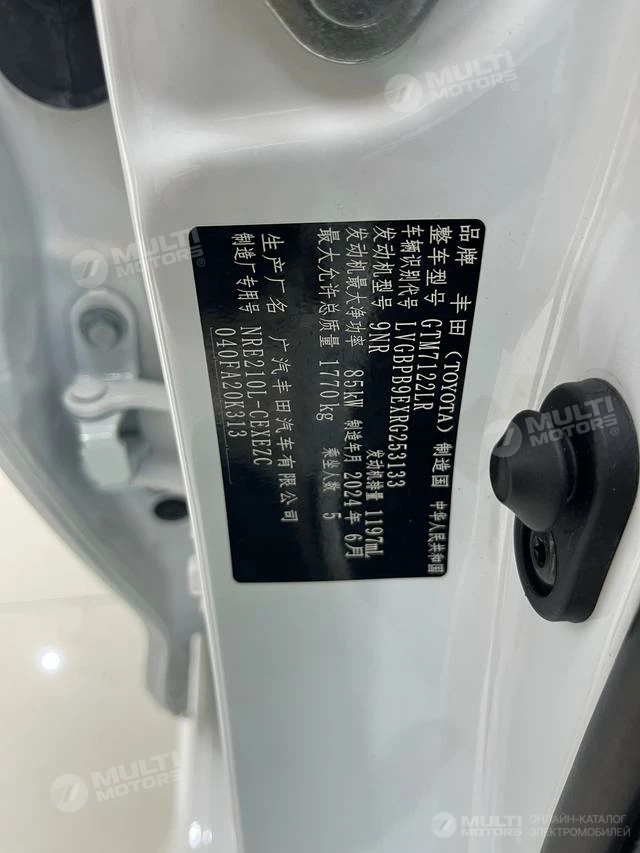 品牌 丰田（TOYOTA） 制造国 中华人民共和国
整车型号 GTM7122LR
车辆识别代号 LVGBPB9EXRG253133
发动机型号 9NR 发动机排量 1197mL
发动机最大净功率 85kW 制造年月 2024年 6月
最大允许总质量 1770kg 乘坐人数 5
生产厂名 广汽丰田汽车有限公司
制造厂专用号 NRE210L-CEXEZC
040FA20K313
MULTI MOTORS
MULTI MOTORS
MULTI MOTORS
MULTI MOTORS
ОНЛАЙН-КАТАЛОГ
ЭЛЕКТРОМОБИЛЕЙ